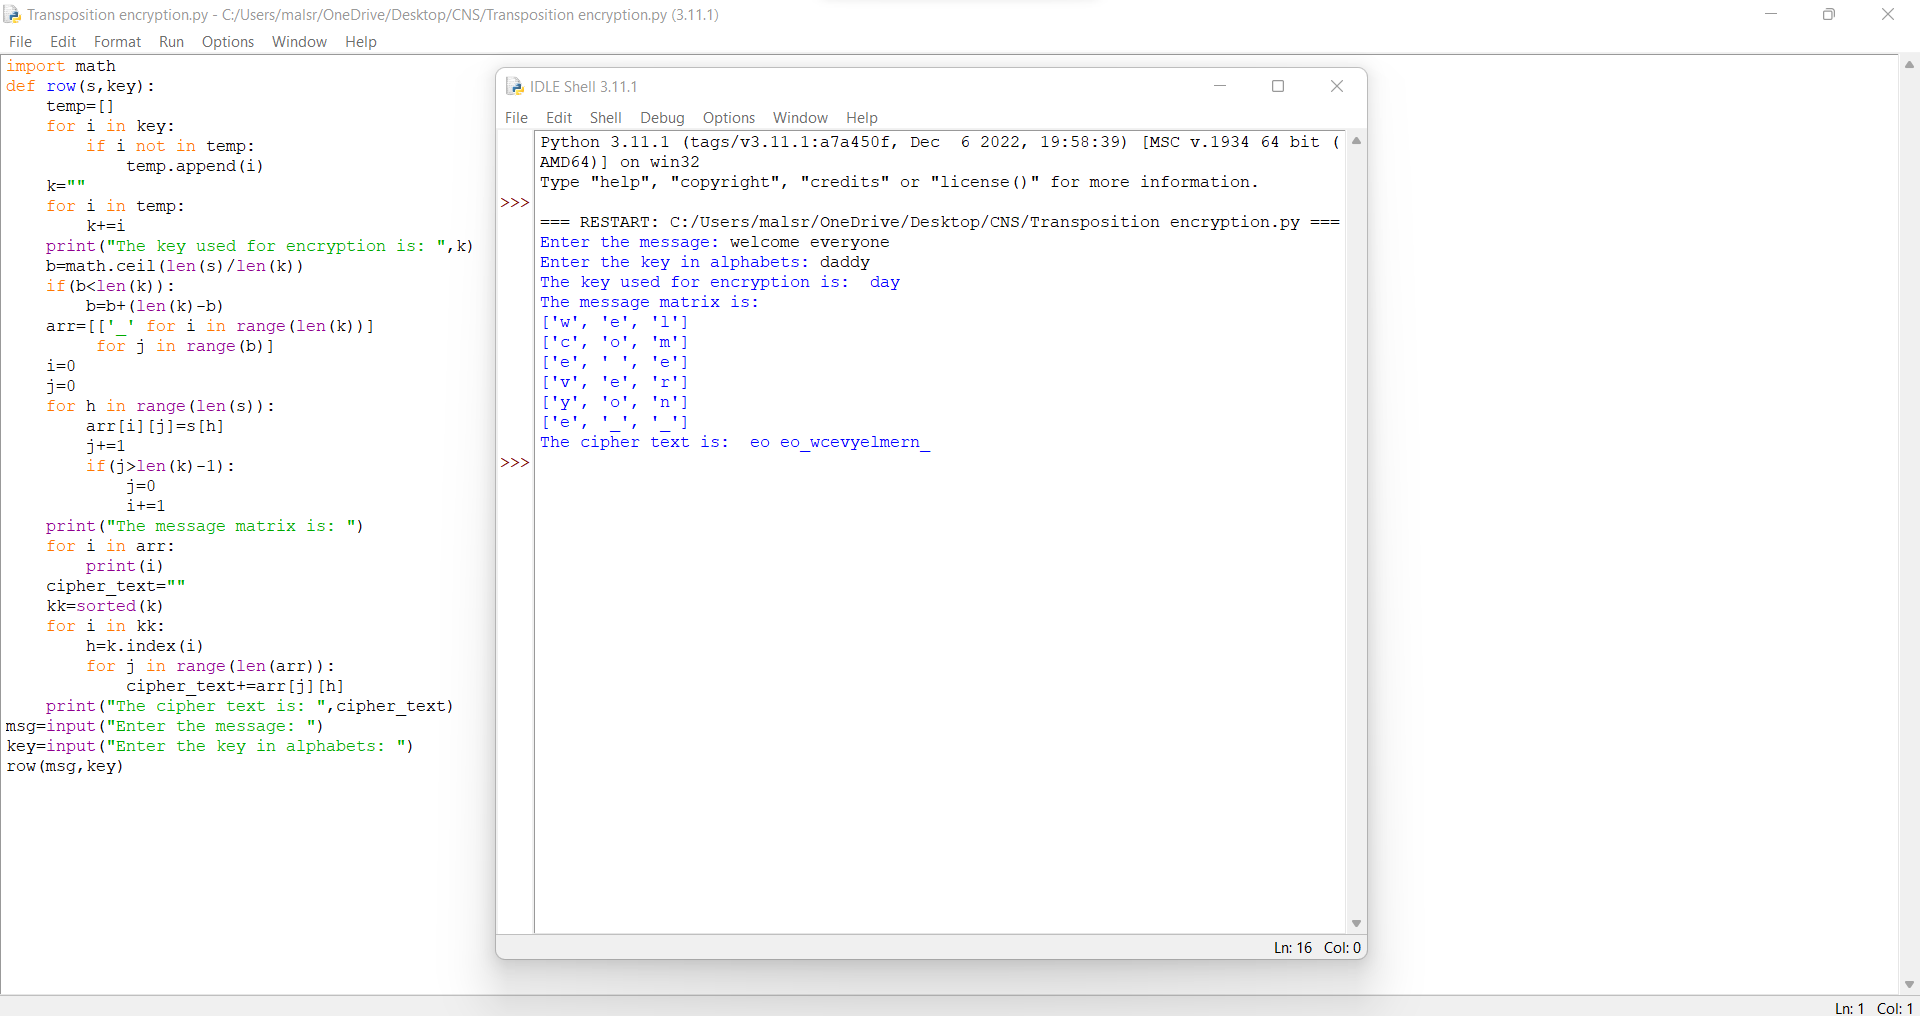 Transposition encryption.py - C:/Users/malsr/OneDrive/Desktop/CNS/Transposition encryption.py (3.11.1)
File Edit Format Run Options Window Help
import math
def row(s,key):
    temp=[]
    for i in key:
        if i not in temp:
            temp.append(i)
    k=""
    for i in temp:
        k+=i
    print("The key used for encryption is: ",k)
    b=math.ceil(len(s)/len(k))
    if(b<len(k)):
        b=b+(len(k)-b)
    arr=[['_' for i in range(len(k))]
         for j in range(b)]
    i=0
    j=0
    for h in range(len(s)):
        arr[i][j]=s[h]
        j+=1
        if(j>len(k)-1):
            j=0
            i+=1
    print("The message matrix is: ")
    for i in arr:
        print(i)
    cipher_text=""
    kk=sorted(k)
    for i in kk:
        h=k.index(i)
        for j in range(len(arr)):
            cipher_text+=arr[j][h]
    print("The cipher text is: ",cipher_text)
msg=input("Enter the message: ")
key=input("Enter the key in alphabets: ")
row(msg,key)
IDLE Shell 3.11.1
File Edit Shell Debug Options Window Help
Python 3.11.1 (tags/v3.11.1:a7a450f, Dec  6 2022, 19:58:39) [MSC v.1934 64 bit (
AMD64)] on win32
Type "help", "copyright", "credits" or "license()" for more information.
>>>
=== RESTART: C:/Users/malsr/OneDrive/Desktop/CNS/Transposition encryption.py ===
Enter the message: welcome everyone
Enter the key in alphabets: daddy
The key used for encryption is:  day
The message matrix is:
['w', 'e', 'l']
['c', 'o', 'm']
['e', ' ', 'e']
['v', 'e', 'r']
['y', 'o', 'n']
['e', '_', '_']
The cipher text is:  eo eo_wcevyelmern_
>>>
Ln: 16 Col: 0
Ln: 1 Col: 1